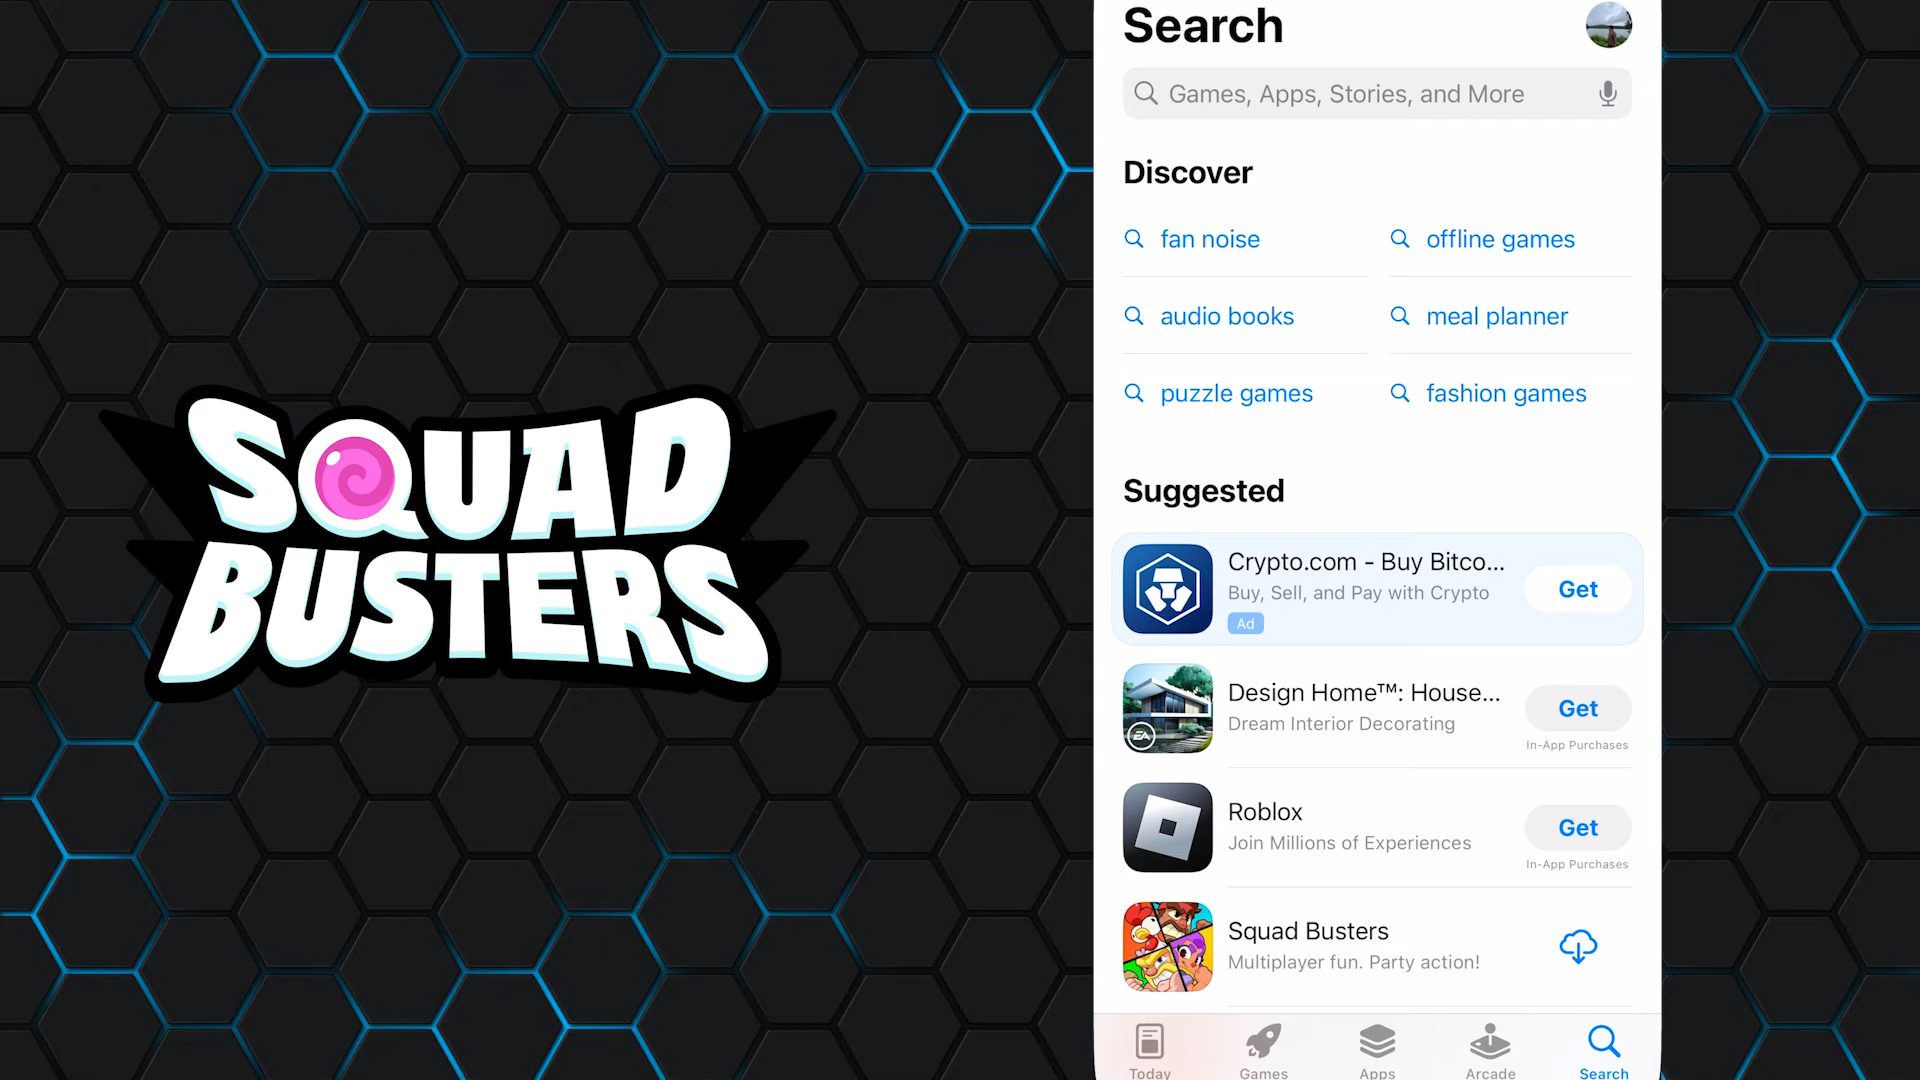 SQUAD
BUSTERS
Search
Games, Apps, Stories, and More
Discover
fan noise
offline games
audio books
meal planner
puzzle games
fashion games
Suggested
Crypto.com - Buy Bitco...
Buy, Sell, and Pay with Crypto
Ad
Get
Design Home™: House...
Dream Interior Decorating
EA
Get
In-App Purchases
Roblox
Join Millions of Experiences
Get
In-App Purchases
Squad Busters
Multiplayer fun. Party action!
Today
Games
Apps
Arcade
Search